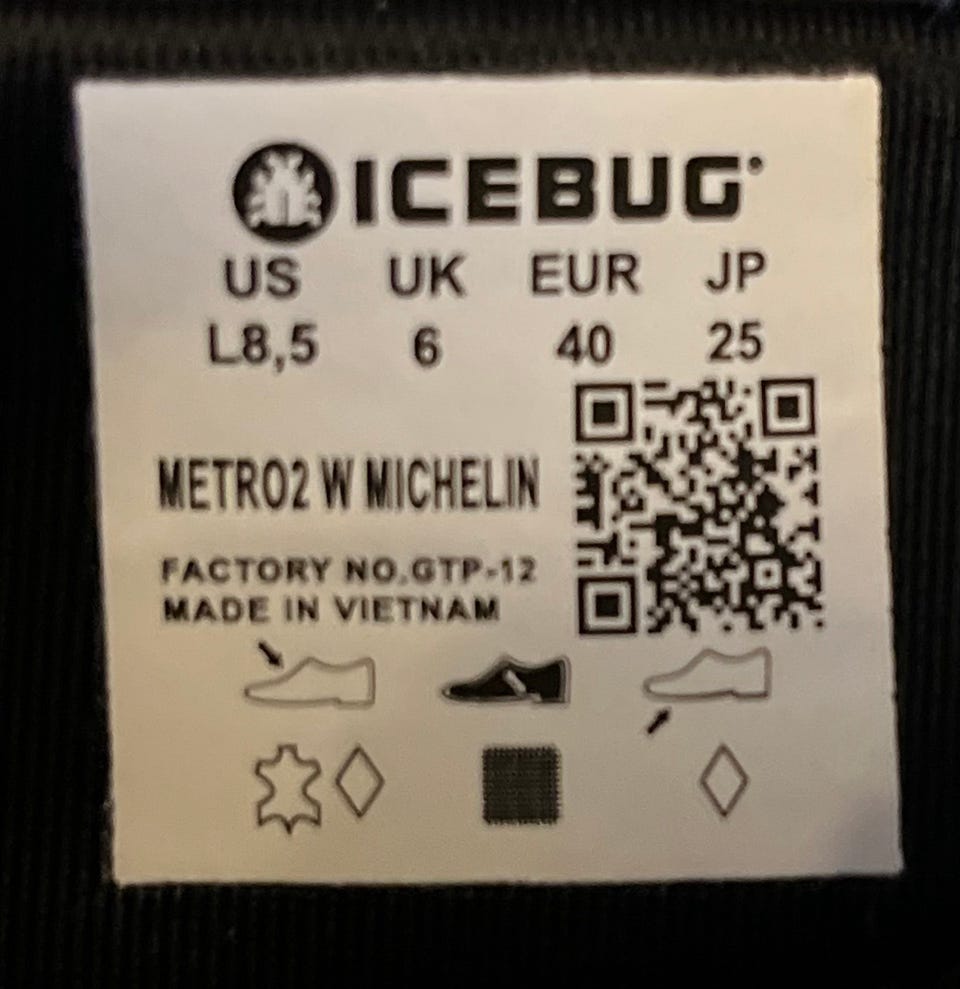 ICEBUG
US UK EUR JP
L8,5 6 40 25
METRO2 W MICHELIN
FACTORY NO.GTP-12
MADE IN VIETNAM